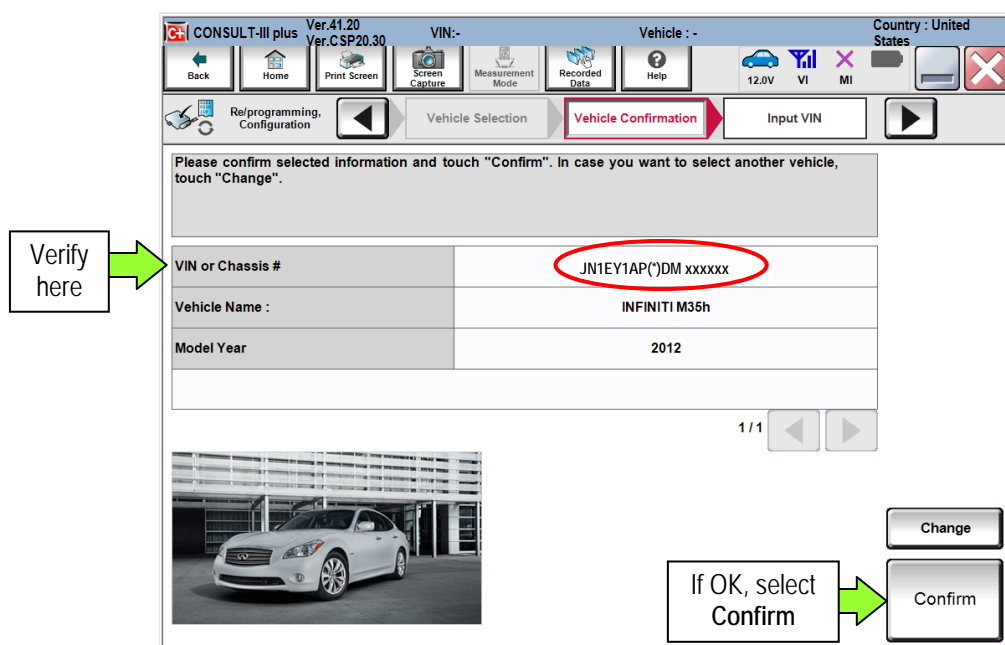 C+ CONSULT-III plus Ver.41.20 VIN:- Vehicle : - Country : United
Ver.CSP20.30 States
Back Home Print Screen Screen Capture Measurement Mode Recorded Data Help 12.0V VI MI
Re/programming, Configuration Vehicle Selection Vehicle Confirmation Input VIN
Please confirm selected information and touch "Confirm". In case you want to select another vehicle,
touch "Change".
Verify
here
VIN or Chassis # JN1EY1AP(*)DM xxxxxx
Vehicle Name : INFINITI M35h
Model Year 2012
1 / 1
Change
If OK, select
Confirm
Confirm